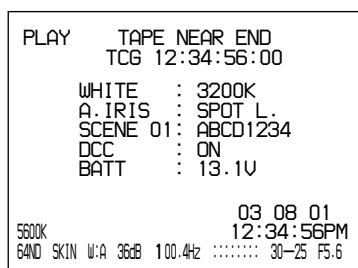 PLAY TAPE NEAR END
TCG 12:34:56:00
WHITE : 3200K
A.IRIS : SPOT L.
SCENE 01: ABCD1234
DCC : ON
BATT : 13.1V
03 08 01
5600K 12:34:56PM
64ND SKIN W:A 36dB 100.4Hz :::::::: 30—25 F5.6